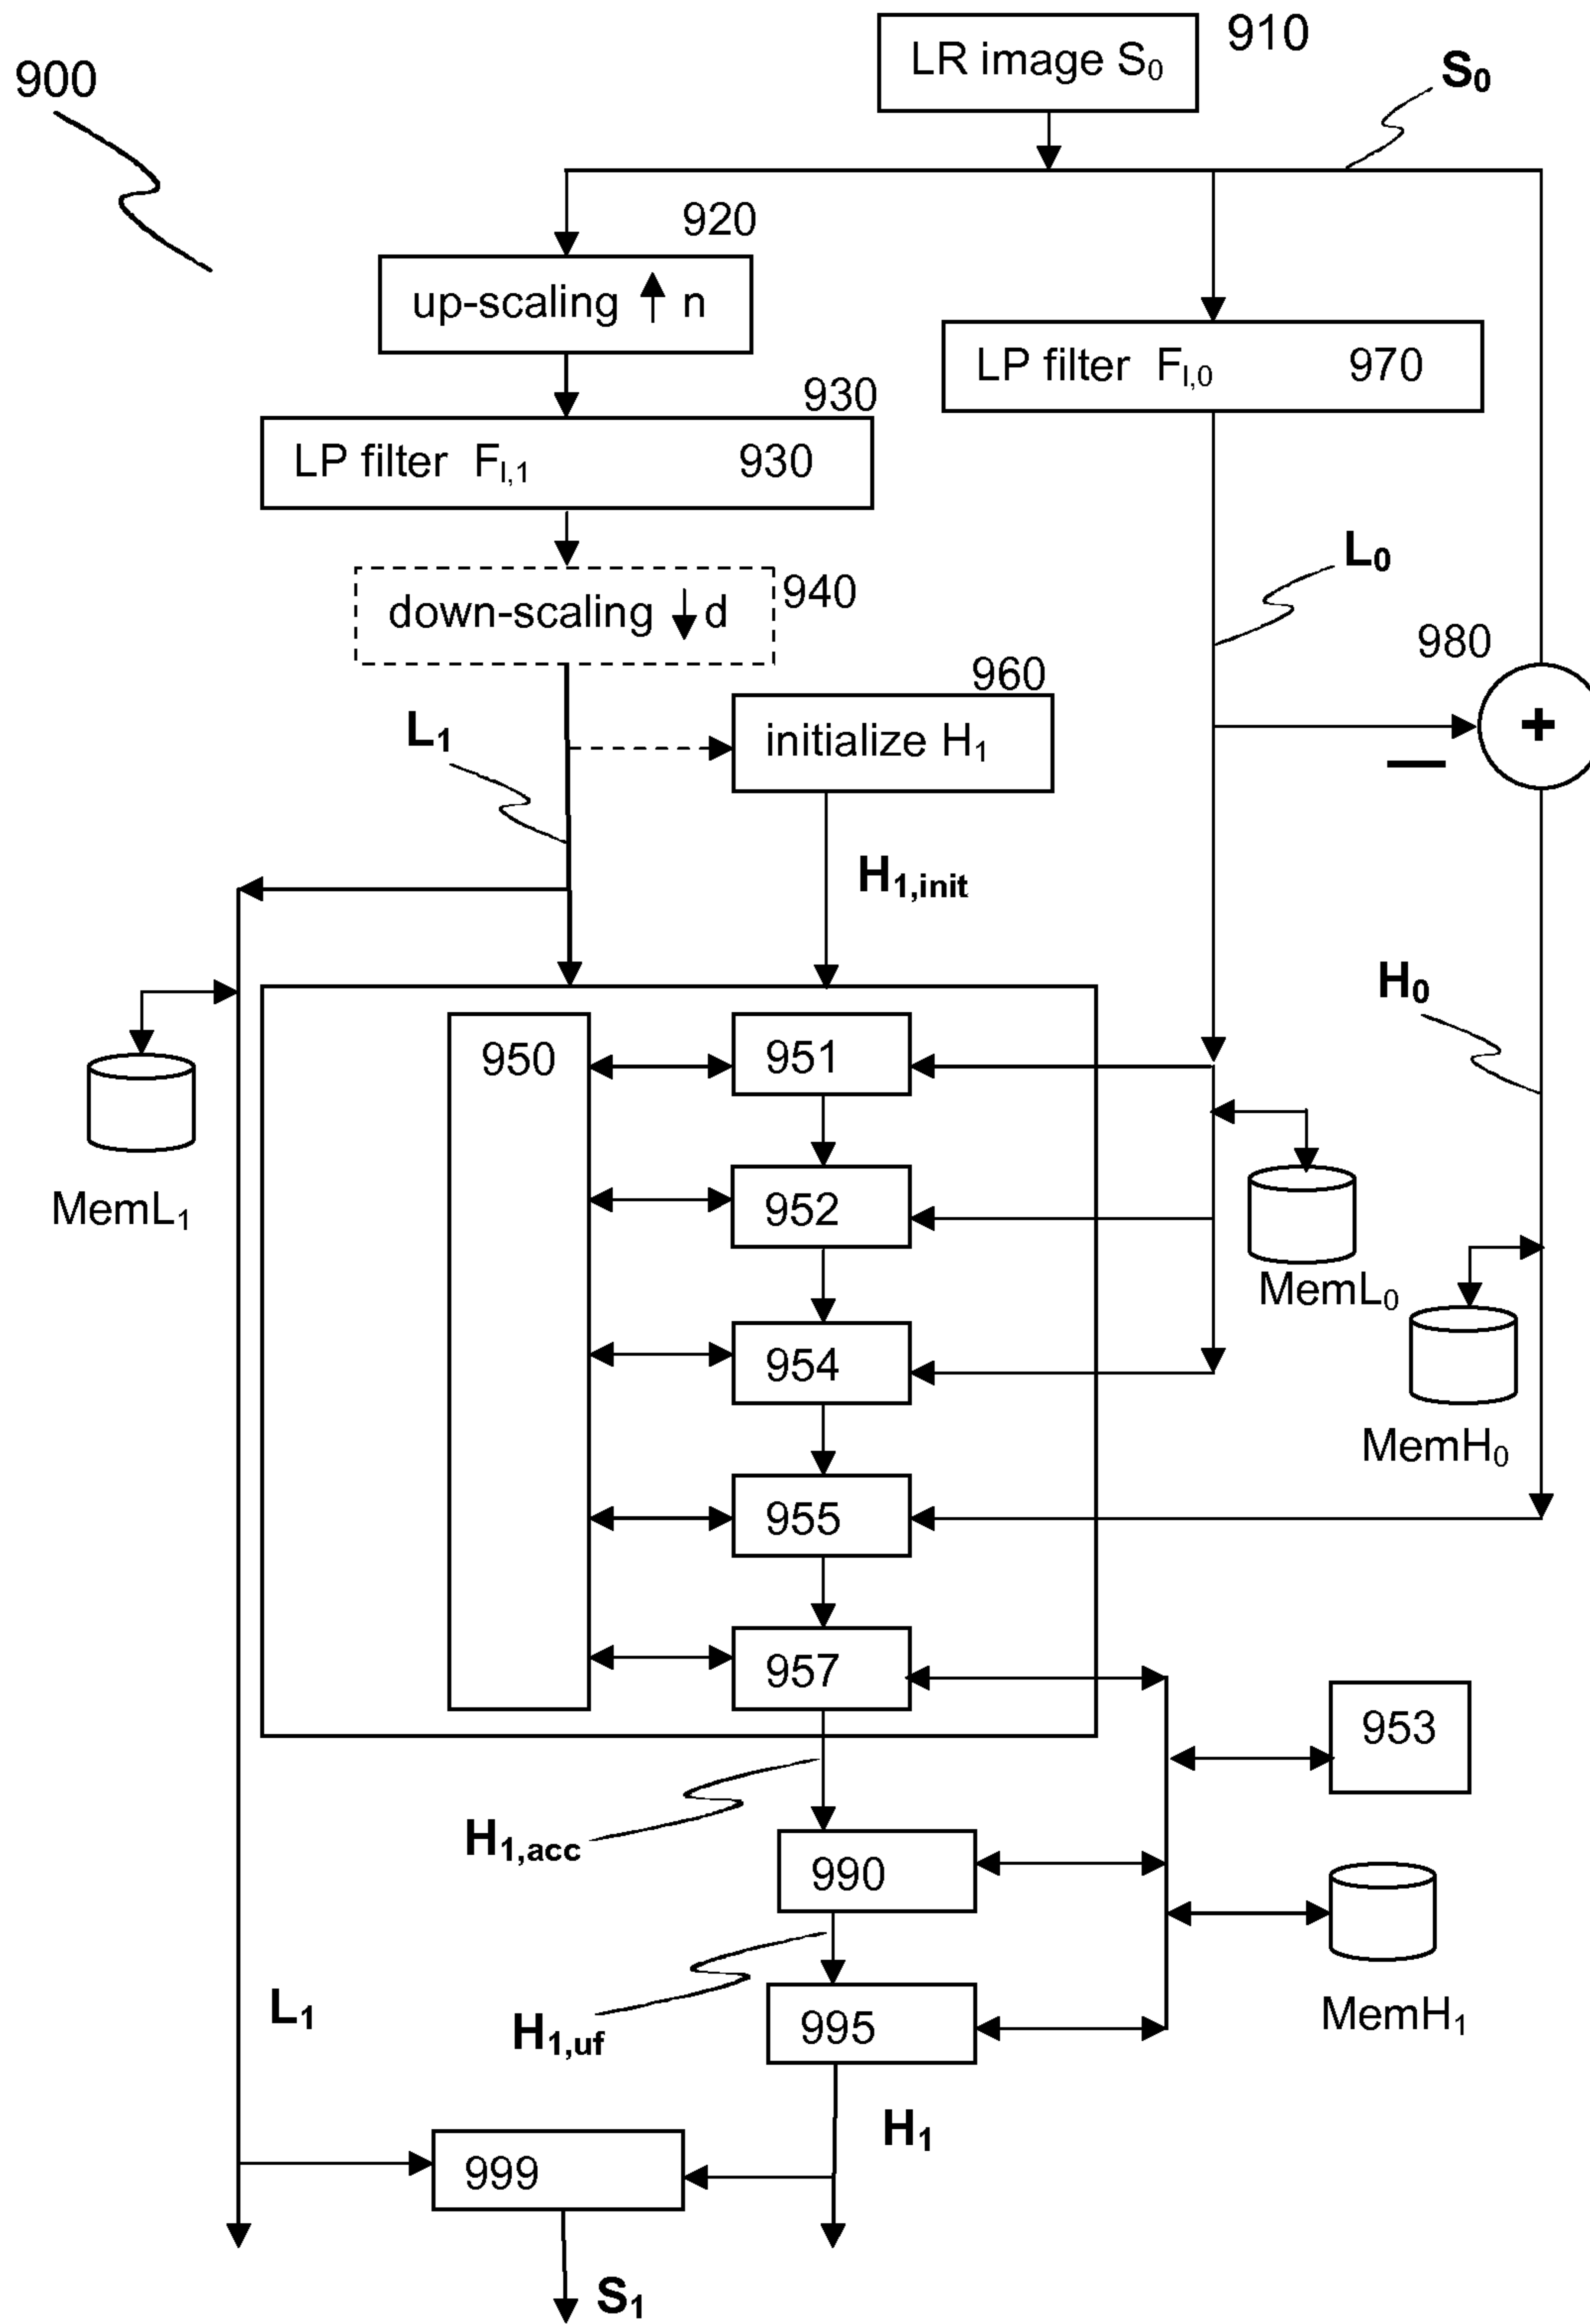 900
LR image S₀
910
S₀
920
up-scaling ↑ n
LP filter F₁,₀ 970
930
LP filter F₁,₁ 930
L₀
down-scaling ↓ d
940
980
960
initialize H₁
+
—
L₁
H₁,init
H₀
950
951
952
MemL₁
MemL₀
954
MemH₀
955
957
953
H₁,acc
990
MemH₁
H₁,uf
995
L₁
H₁
999
S₁